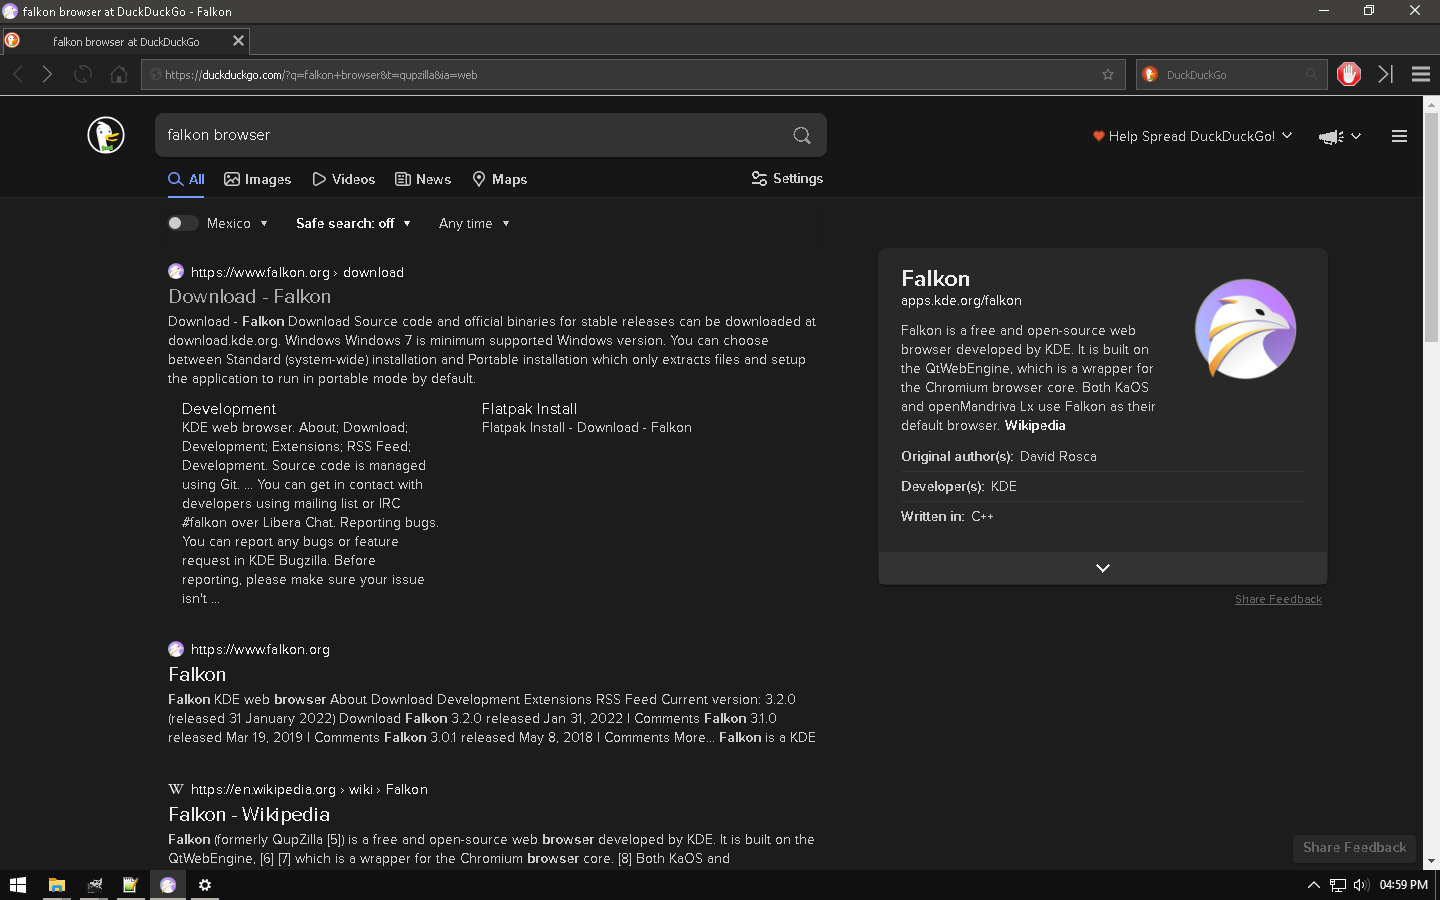 falkon browser at DuckDuckGo - Falkon
falkon browser at DuckDuckGo
https://duckduckgo.com/?q=falkon+browser&t=qupzilla&ia=web
DuckDuckGo
falkon browser
Help Spread DuckDuckGo!
All Images Videos News Maps Settings
Mexico Safe search: off Any time
https://www.falkon.org › download
Download - Falkon
Download - Falkon Download Source code and official binaries for stable releases can be downloaded at
download.kde.org. Windows Windows 7 is minimum supported Windows version. You can choose
between Standard (system-wide) installation and Portable installation which only extracts files and setup
the application to run in portable mode by default.
Development
KDE web browser. About; Download;
Development; Extensions; RSS Feed;
Development. Source code is managed
using Git. ... You can get in contact with
developers using mailing list or IRC
#falkon over Libera Chat. Reporting bugs.
You can report any bugs or feature
request in KDE Bugzilla. Before
reporting, please make sure your issue
isn't ...
Flatpak Install
Flatpak Install - Download - Falkon
https://www.falkon.org
Falkon
Falkon KDE web browser About Download Development Extensions RSS Feed Current version: 3.2.0
(released 31 January 2022) Download Falkon 3.2.0 released Jan 31, 2022 | Comments Falkon 3.1.0
released Mar 19, 2019 | Comments Falkon 3.0.1 released May 8, 2018 | Comments More... Falkon is a KDE
W https://en.wikipedia.org › wiki › Falkon
Falkon - Wikipedia
Falkon (formerly QupZilla [5]) is a free and open-source web browser developed by KDE. It is built on the
QtWebEngine, [6] [7] which is a wrapper for the Chromium browser core. [8] Both KaOS and
Falkon
apps.kde.org/falkon
Falkon is a free and open-source web
browser developed by KDE. It is built on
the QtWebEngine, which is a wrapper for
the Chromium browser core. Both KaOS
and openMandriva Lx use Falkon as their
default browser. Wikipedia
Original author(s): David Rosca
Developer(s): KDE
Written in: C++
Share Feedback
Share Feedback
04:59 PM